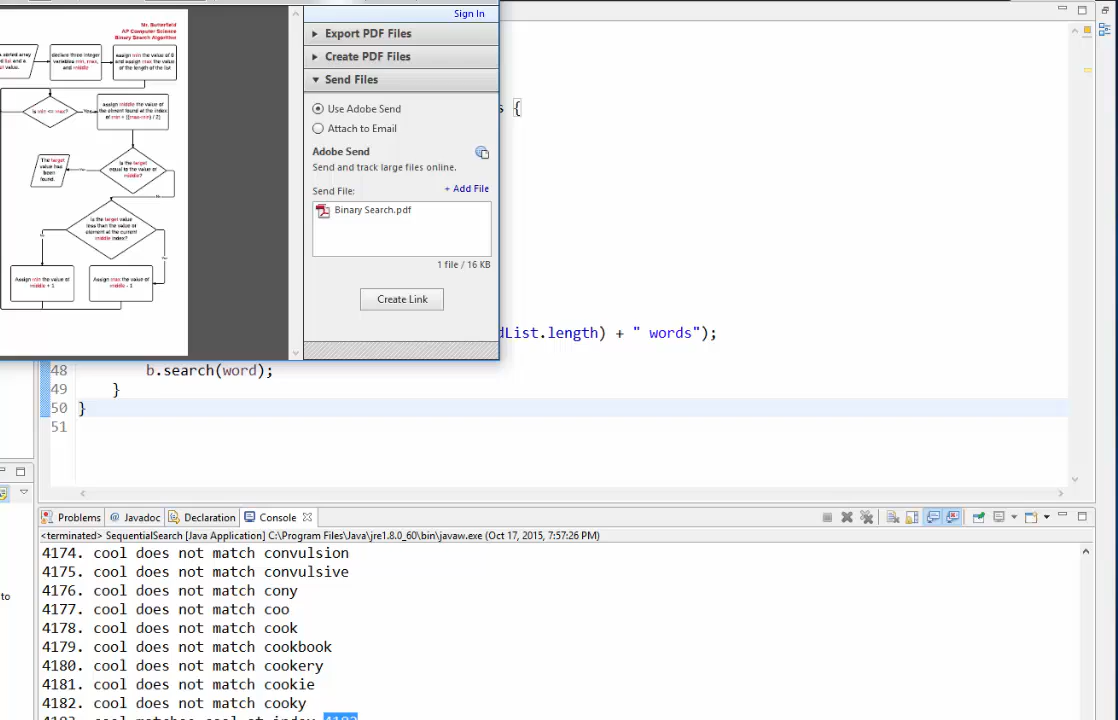 Sign In
Export PDF Files
Create PDF Files
Send Files
Use Adobe Send
Attach to Email
Adobe Send
Send and track large files online.
Send File:
+ Add File
Binary Search.pdf
1 file / 16 KB
Create Link
Mr. Butterfield
AP Computer Science
Binary Search Algorithm
declare three integer
variables min, max,
and middle
assign min the value of 0
and assign max the value
of the length of the list
Is min <= max?
assign middle the value of
the element found at the index
of min + ((max-min) / 2)
The target
value has
been
found.
Is the target
equal to the value of
middle?
Is the target value
less than the value of
element at the current
middle index?
Assign min the value of
middle + 1
Assign max the value of
middle - 1
s {
dList.length) + " words");
48 b.search(word);
49 }
50 }
51
to
Problems @ Javadoc Declaration Console
<terminated> SequentialSearch [Java Application] C:\Program Files\Java\jre1.8.0_60\bin\javaw.exe (Oct 17, 2015, 7:57:26 PM)
4174. cool does not match convulsion
4175. cool does not match convulsive
4176. cool does not match cony
4177. cool does not match coo
4178. cool does not match cook
4179. cool does not match cookbook
4180. cool does not match cookery
4181. cool does not match cookie
4182. cool does not match cooky
4183. cool matches cool at index 4183